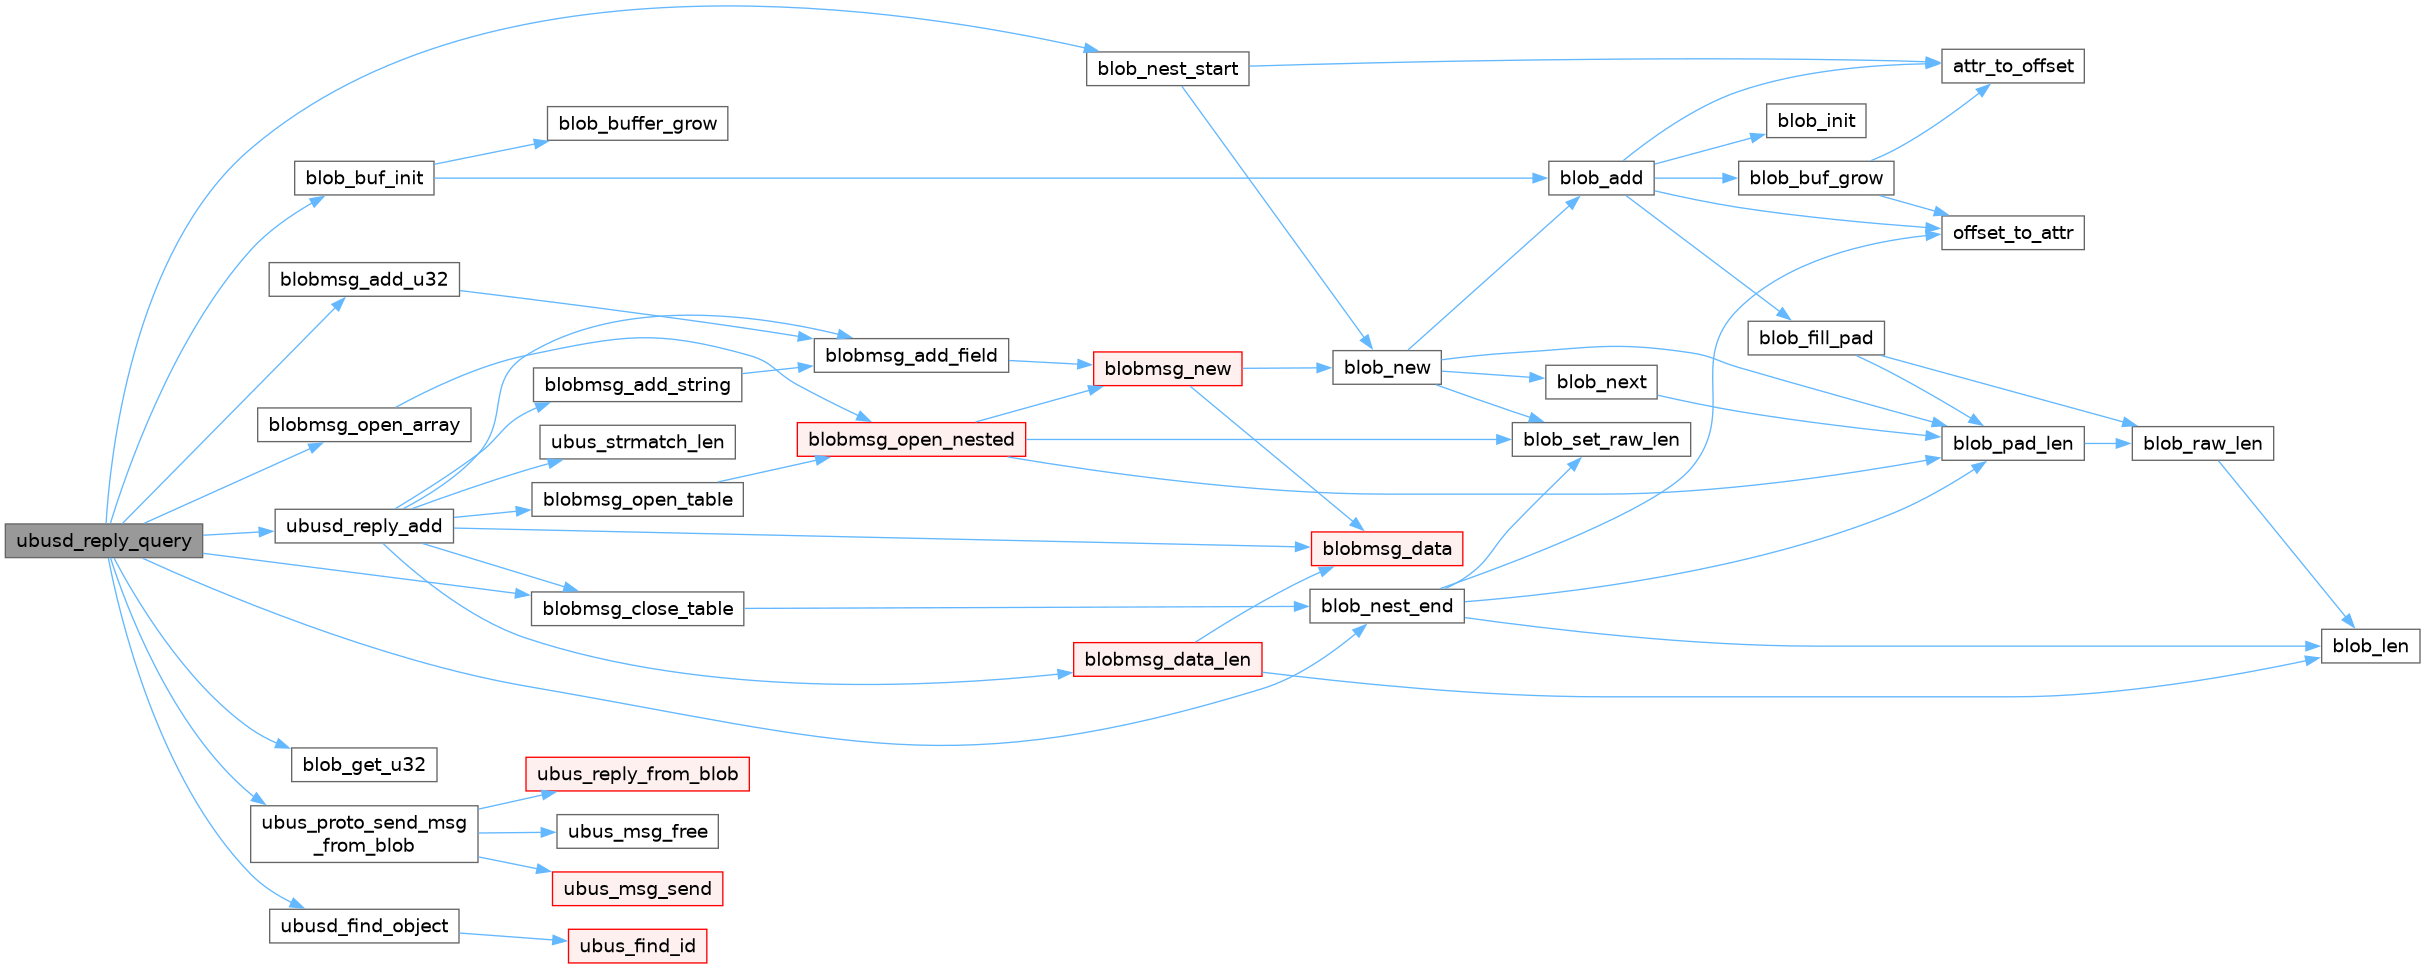 ubusd_reply_query
blob_nest_start
attr_to_offset
blob_buffer_grow
blob_init
blob_buf_init
blob_add
blob_buf_grow
offset_to_attr
blobmsg_add_u32
blobmsg_add_field
blob_fill_pad
blobmsg_new
blob_new
blob_next
blobmsg_add_string
blobmsg_open_array
blobmsg_open_nested
ubus_strmatch_len
blob_set_raw_len
blob_pad_len
blob_raw_len
blobmsg_open_table
ubusd_reply_add
blobmsg_data
blobmsg_close_table
blob_nest_end
blobmsg_data_len
blob_len
blob_get_u32
ubus_reply_from_blob
ubus_proto_send_msg
_from_blob
ubus_msg_free
ubus_msg_send
ubusd_find_object
ubus_find_id